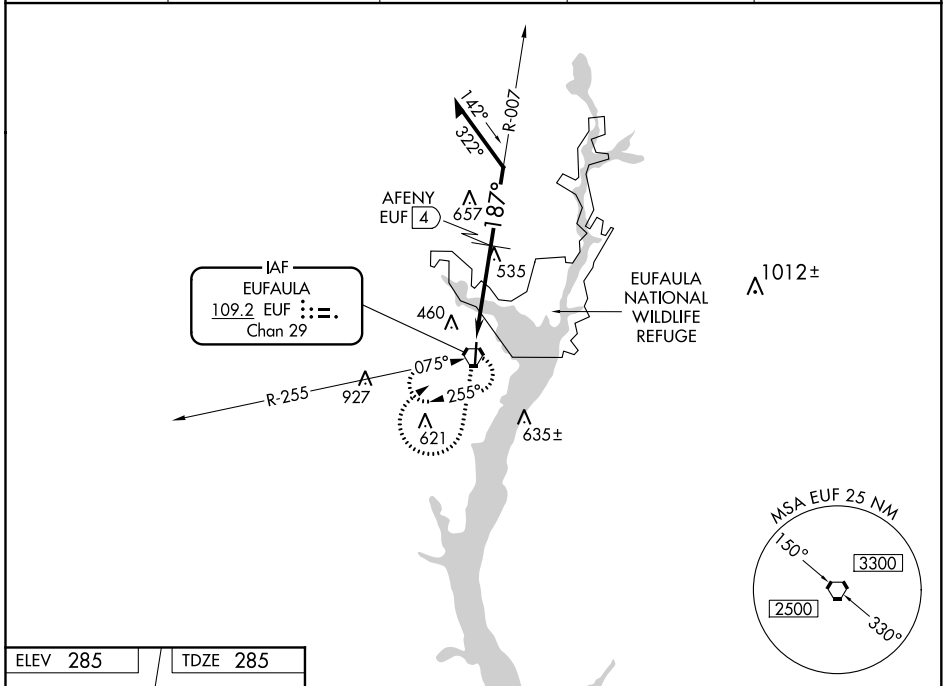 142°
322°
R-007
187°
AFENY
EUF 4
657
535
IAF
EUFAULA
109.2 EUF
Chan 29
460
EUFAULA
NATIONAL
WILDLIFE
REFUGE
1012±
075°
R-255
927
255°
621
635±
MSA EUF 25 NM
150°
3300
2500
330°
ELEV 285
TDZE 285